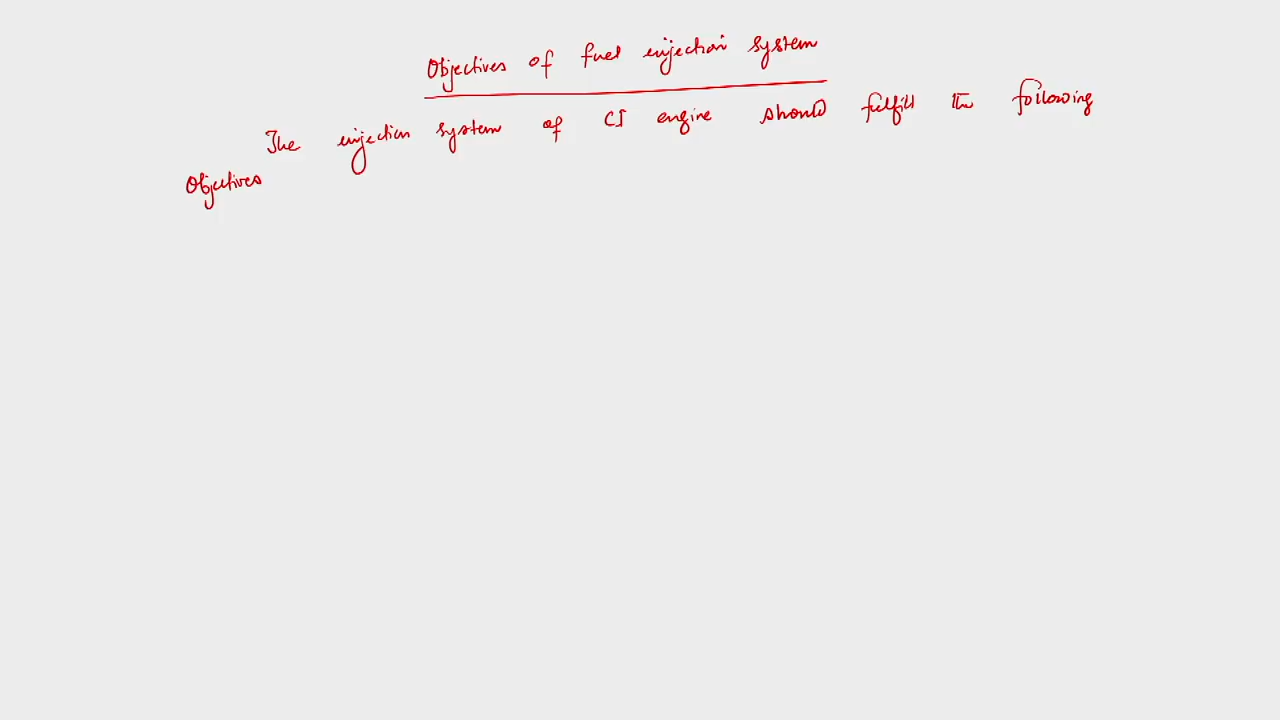 Objectives of fuel injection system
The injection system of CI engine should fulfill the following
Objectives